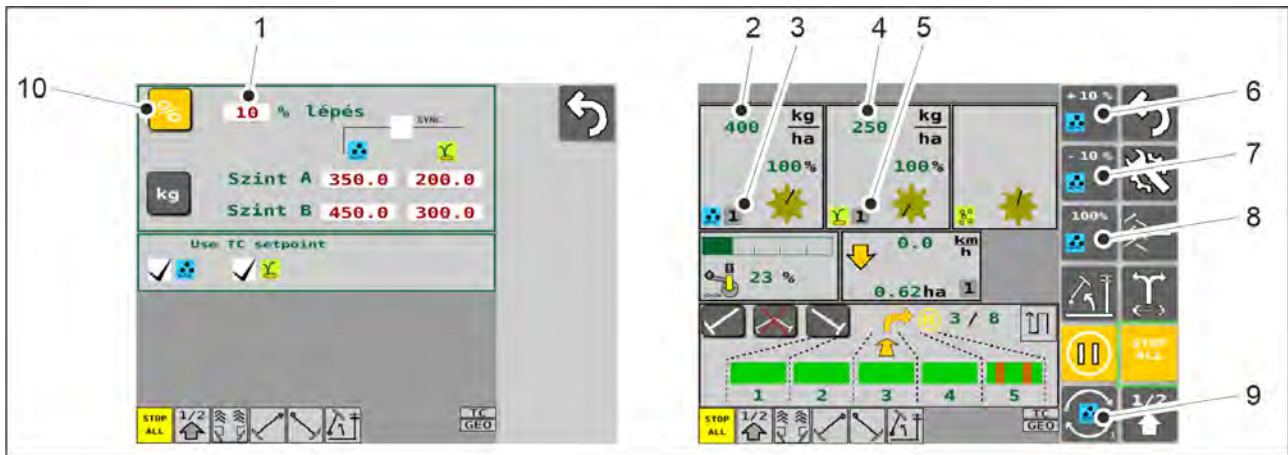 1
2
3
4
5
10
10 % lépés
SYNC
Szint A 350.0 200.0
kg
Szint B 450.0 300.0
Use TC setpoint
STOP ALL
1/2
TC
GEO
400 kg/ha
100%
1
250 kg/ha
100%
1
23 %
0.0 km/h
0.62ha 1
3 / 8
1 2 3 4 5
STOP ALL
1/2
TC
GEO
+10 %
- 10 %
100%
STOP ALL
1/2
6
7
8
9